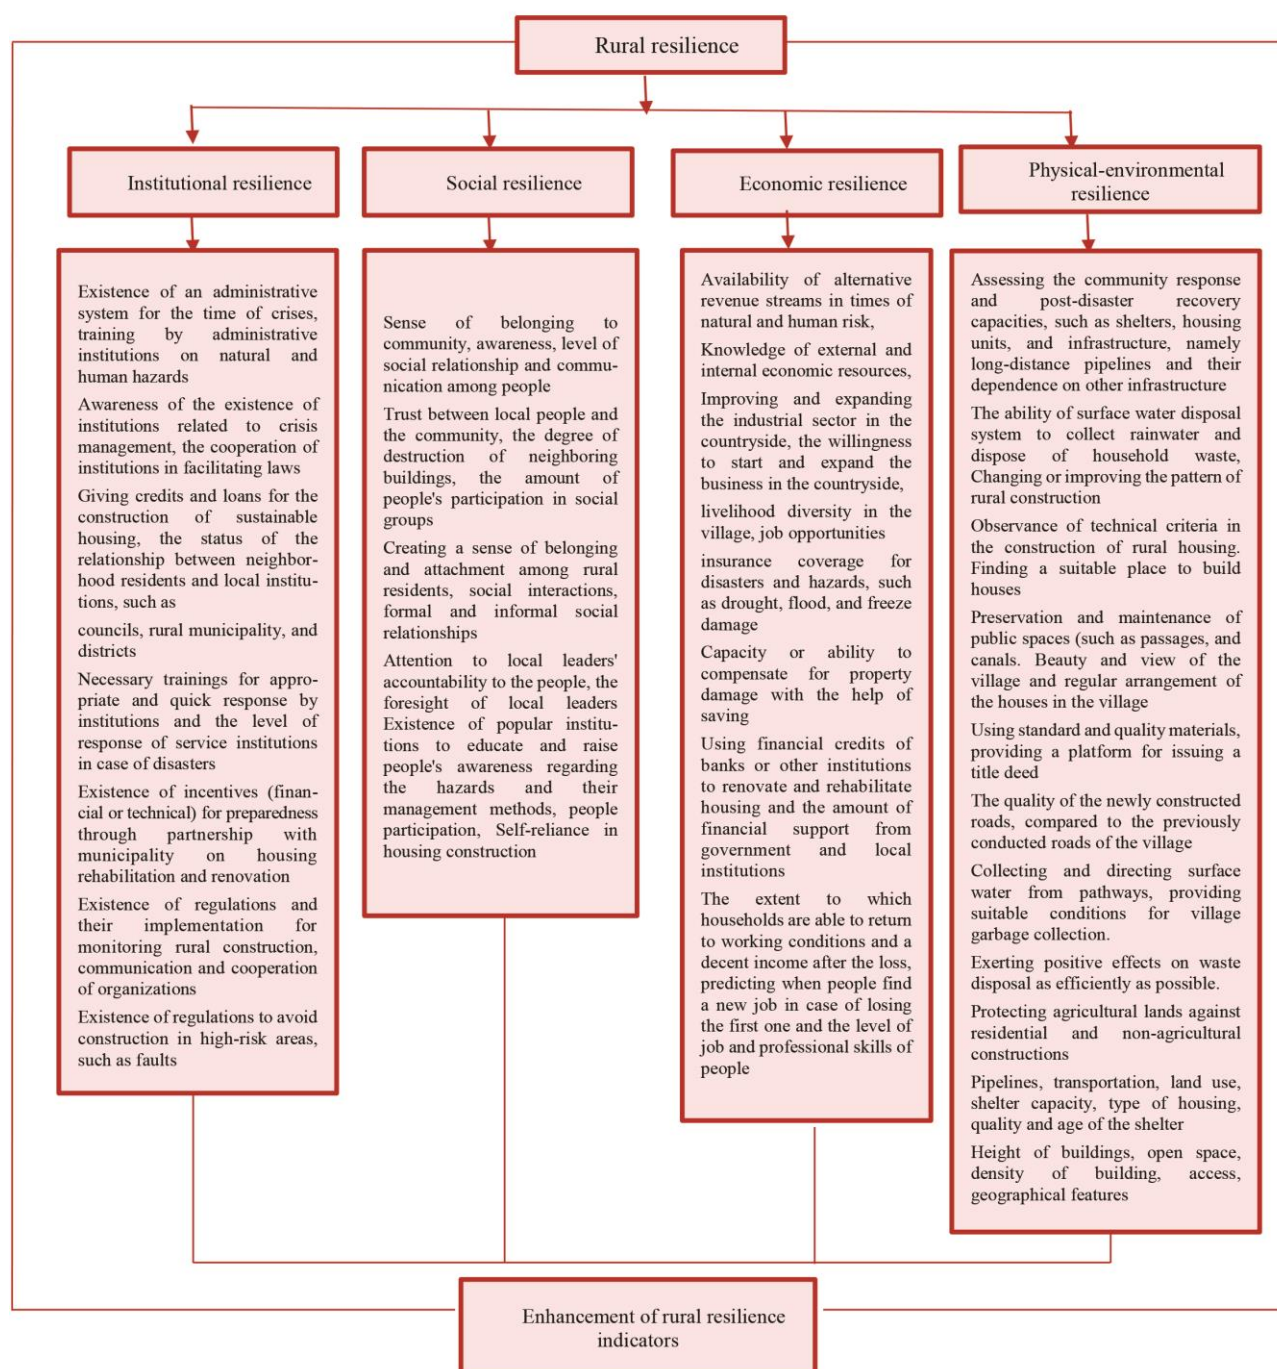 Rural resilience
Institutional resilience
Social resilience
Economic resilience
Physical-environmental
resilience
Existence of an administrative
system for the time of crises,
training by administrative
institutions on natural and
human hazards
Awareness of the existence of
institutions related to crisis
management, the cooperation of
institutions in facilitating laws
Giving credits and loans for the
construction of sustainable
housing, the status of the
relationship between neighbor-
hood residents and local institu-
tions, such as
councils, rural municipality, and
districts
Necessary trainings for appro-
priate and quick response by
institutions and the level of
response of service institutions
in case of disasters
Existence of incentives (finan-
cial or technical) for preparedness
through partnership with
municipality on housing
rehabilitation and renovation
Existence of regulations and
their implementation for
monitoring rural construction,
communication and cooperation
of organizations
Existence of regulations to avoid
construction in high-risk areas,
such as faults
Sense of belonging to
community, awareness, level of
social relationship and commu-
nication among people
Trust between local people and
the community, the degree of
destruction of neighboring
buildings, the amount of
people's participation in social
groups
Creating a sense of belonging
and attachment among rural
residents, social interactions,
formal and informal social
relationships
Attention to local leaders'
accountability to the people, the
foresight of local leaders
Existence of popular institu-
tions to educate and raise
people's awareness regarding
the hazards and their
management methods, people
participation, Self-reliance in
housing construction
Availability of alternative
revenue streams in times of
natural and human risk,
Knowledge of external and
internal economic resources,
Improving and expanding
the industrial sector in the
countryside, the willingness
to start and expand the
business in the countryside,
livelihood diversity in the
village, job opportunities
insurance coverage for
disasters and hazards, such
as drought, flood, and freeze
damage
Capacity or ability to
compensate for property
damage with the help of
saving
Using financial credits of
banks or other institutions
to renovate and rehabilitate
housing and the amount of
financial support from
government and local
institutions
The extent to which
households are able to return
to working conditions and a
decent income after the loss,
predicting when people find
a new job in case of losing
the first one and the level of
job and professional skills of
people
Assessing the community response
and post-disaster recovery
capacities, such as shelters, housing
units, and infrastructure, namely
long-distance pipelines and their
dependence on other infrastructure
The ability of surface water disposal
system to collect rainwater and
dispose of household waste,
Changing or improving the pattern of
rural construction
Observance of technical criteria in
the construction of rural housing.
Finding a suitable place to build
houses
Preservation and maintenance of
public spaces (such as passages, and
canals. Beauty and view of the
village and regular arrangement of
the houses in the village
Using standard and quality materials,
providing a platform for issuing a
title deed
The quality of the newly constructed
roads, compared to the previously
conducted roads of the village
Collecting and directing surface
water from pathways, providing
suitable conditions for village
garbage collection.
Exerting positive effects on waste
disposal as efficiently as possible.
Protecting agricultural lands against
residential and non-agricultural
constructions
Pipelines, transportation, land use,
shelter capacity, type of housing,
quality and age of the shelter
Height of buildings, open space,
density of building, access,
geographical features
Enhancement of rural resilience
indicators